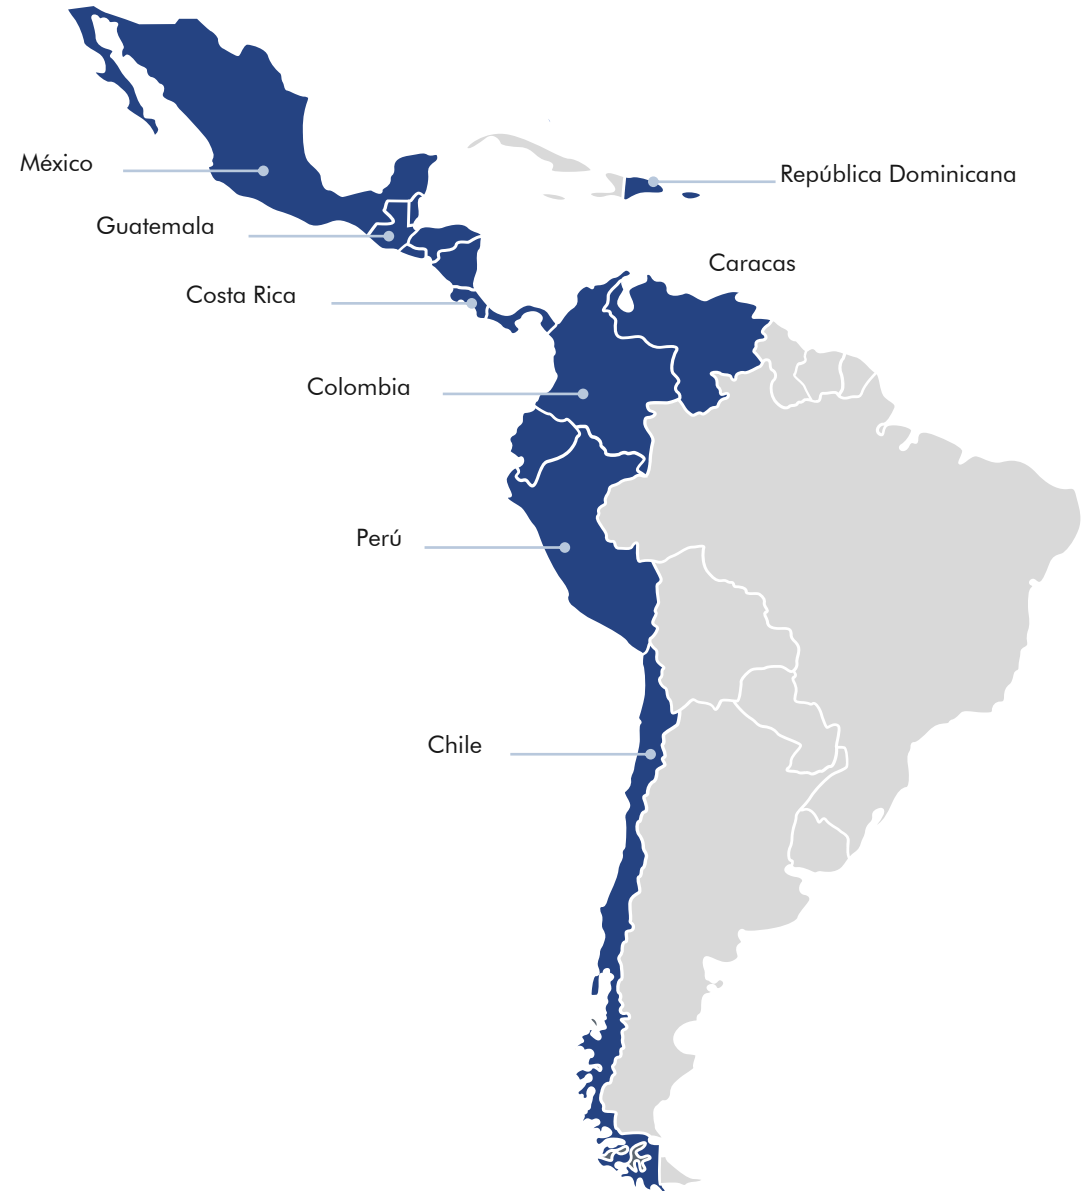 México
República Dominicana
Guatemala
Caracas
Costa Rica
Colombia
Perú
Chile